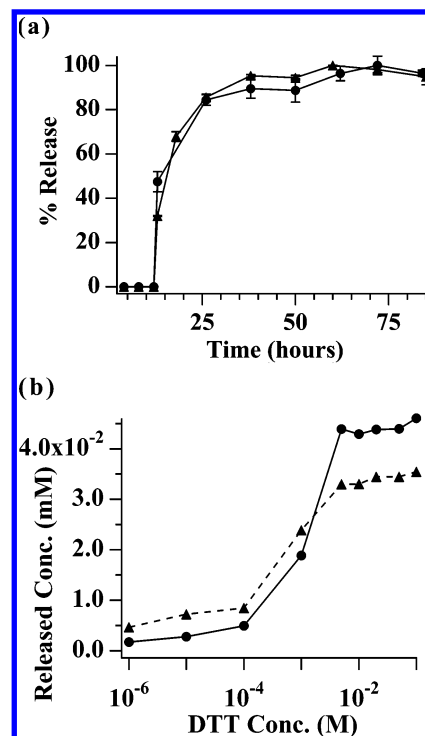 (a)
100
80
60
40
20
0
% Release
25
50
75
Time (hours)
(b)
4.0x10⁻²
3.0
2.0
1.0
0.0
Released Conc. (mM)
10⁻⁶
10⁻⁴
10⁻²
DTT Conc. (M)